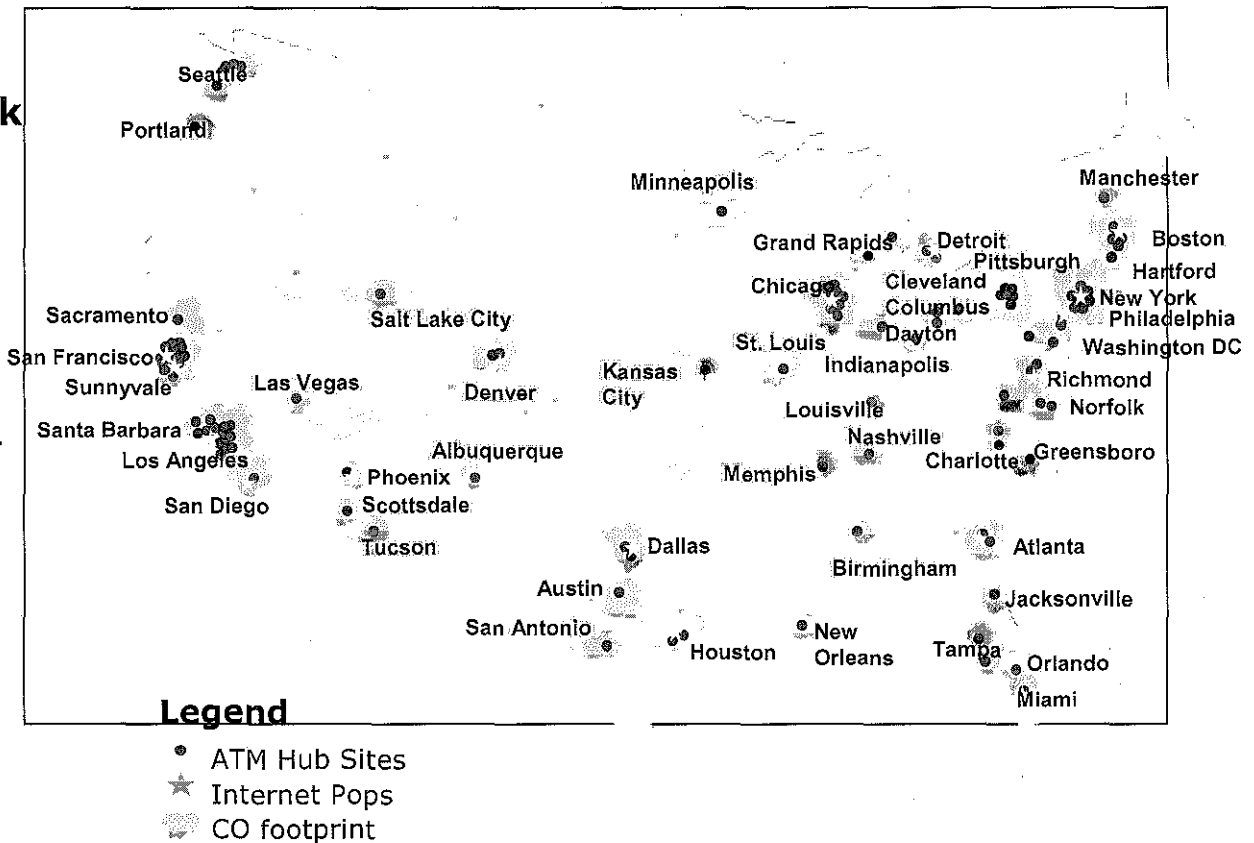 Seattle
k
Portland
Minneapolis
Manchester
Grand Rapids
Detroit
Boston
Pittsburgh
Hartford
Chicago
Cleveland
New York
Columbus
Philadelphia
Sacramento
Salt Lake City
Dayton
Washington DC
St. Louis
San Francisco
Indianapolis
Sunnyvale
Las Vegas
Denver
Kansas
City
Richmond
Louisville
Norfolk
Santa Barbara
Nashville
Los Angeles
Albuquerque
Charlotte
Greensboro
Phoenix
Memphis
San Diego
Scottsdale
Tucson
Dallas
Atlanta
Birmingham
Austin
Jacksonville
San Antonio
New
Orleans
Houston
Tampa
Orlando
Miami
Legend
ATM Hub Sites
Internet Pops
CO footprint